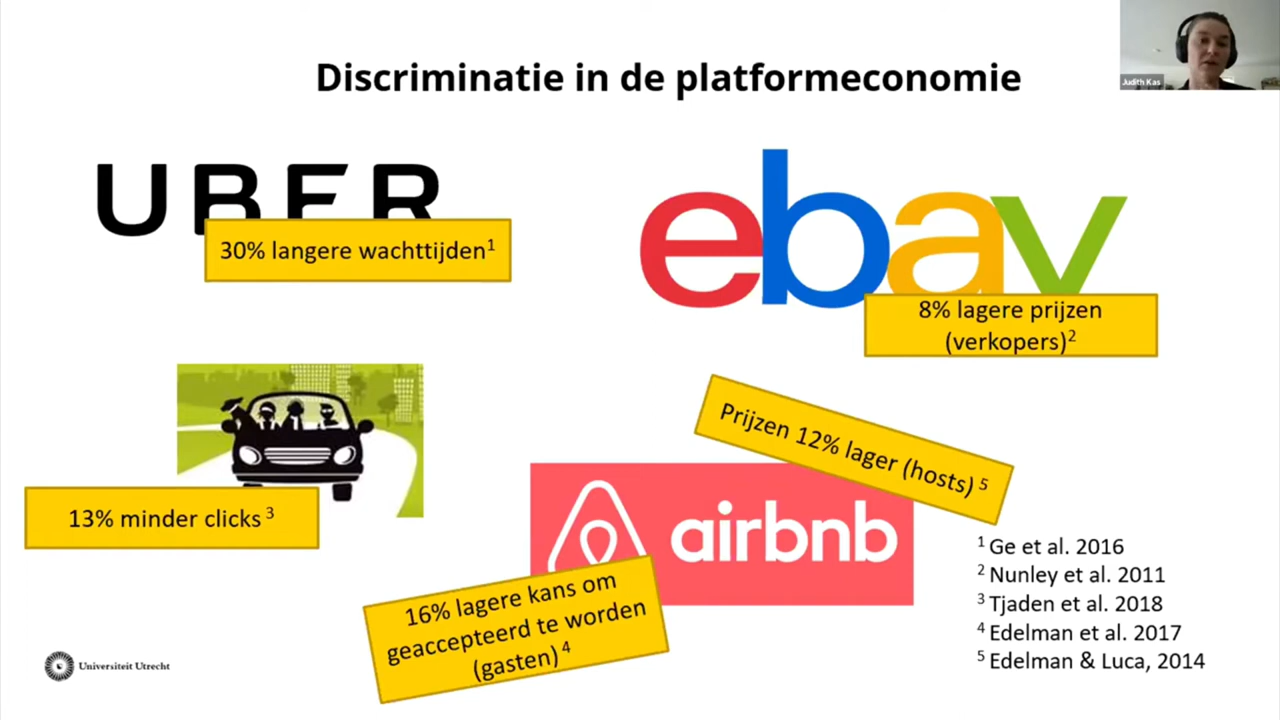 Discriminatie in de platformeconomie
Judith Kas
UBER
30% langere wachttijden¹
ebay
8% lagere prijzen
(verkopers)²
13% minder clicks ³
Prijzen 12% lager (hosts) ⁵
airbnb
16% lagere kans om
geaccepteerd te worden
(gasten) ⁴
¹ Ge et al. 2016
² Nunley et al. 2011
³ Tjaden et al. 2018
⁴ Edelman et al. 2017
⁵ Edelman & Luca, 2014
Universiteit Utrecht